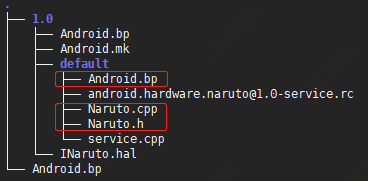 .
├── 1.0
│   ├── Android.bp
│   ├── Android.mk
│   ├── default
│   │   ├── Android.bp
│   │   ├── android.hardware.naruto@1.0-service.rc
│   │   ├── Naruto.cpp
│   │   ├── Naruto.h
│   │   └── service.cpp
│   └── INaruto.hal
└── Android.bp